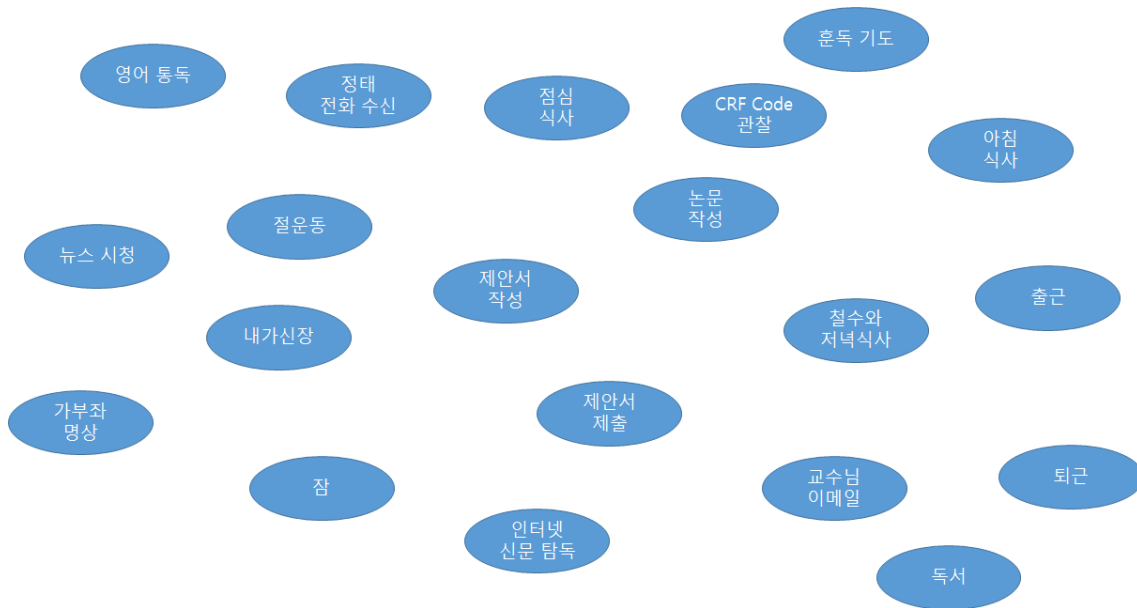 훈독 기도
영어 통독
정태
전화 수신
점심
식사
CRF Code
관찰
아침
식사
논문
작성
절운동
뉴스 시청
제안서
작성
출근
철수와
저녁식사
내가신장
가부좌
명상
제안서
제출
잠
교수님
이메일
퇴근
인터넷
신문 탐독
독서